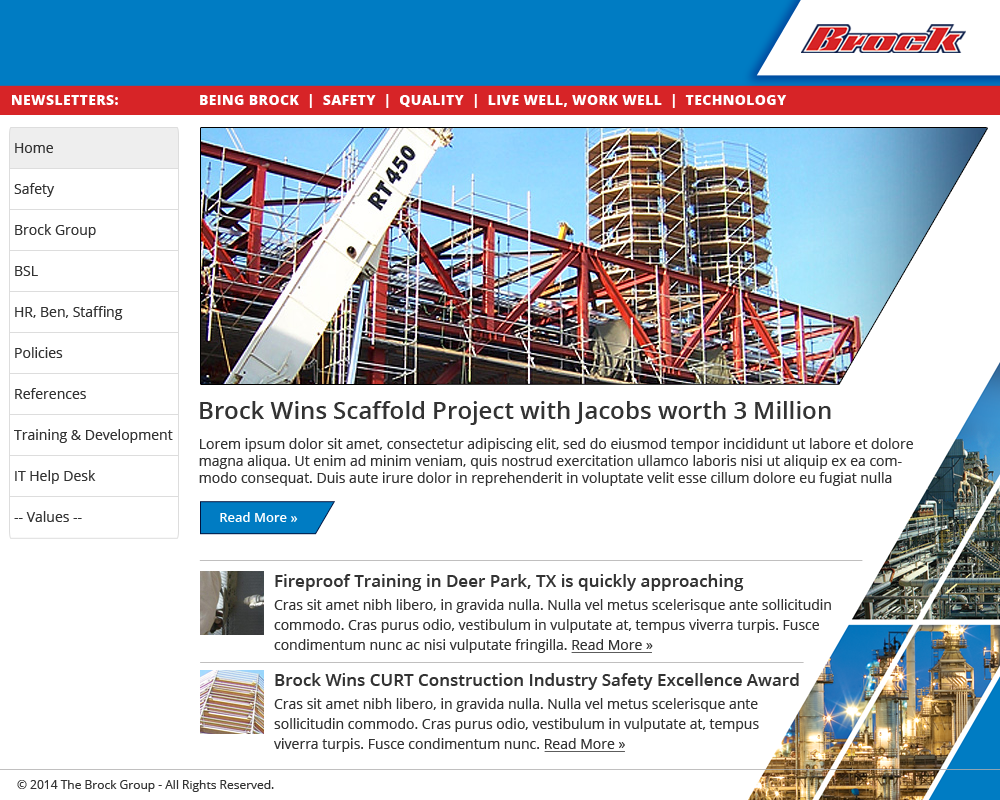 Brock
NEWSLETTERS: BEING BROCK | SAFETY | QUALITY | LIVE WELL, WORK WELL | TECHNOLOGY
Home
Safety
Brock Group
BSL
HR, Ben, Staffing
Policies
References
Training & Development
IT Help Desk
-- Values --
RT450
Brock Wins Scaffold Project with Jacobs worth 3 Million
Lorem ipsum dolor sit amet, consectetur adipiscing elit, sed do eiusmod tempor incididunt ut labore et dolore
magna aliqua. Ut enim ad minim veniam, quis nostrud exercitation ullamco laboris nisi ut aliquip ex ea com-
modo consequat. Duis aute irure dolor in reprehenderit in voluptate velit esse cillum dolore eu fugiat nulla
Read More »
Fireproof Training in Deer Park, TX is quickly approaching
Cras sit amet nibh libero, in gravida nulla. Nulla vel metus scelerisque ante sollicitudin
commodo. Cras purus odio, vestibulum in vulputate at, tempus viverra turpis. Fusce
condimentum nunc ac nisi vulputate fringilla. Read More »
Brock Wins CURT Construction Industry Safety Excellence Award
Cras sit amet nibh libero, in gravida nulla. Nulla vel metus scelerisque ante
sollicitudin commodo. Cras purus odio, vestibulum in vulputate at, tempus
viverra turpis. Fusce condimentum nunc. Read More »
© 2014 The Brock Group - All Rights Reserved.